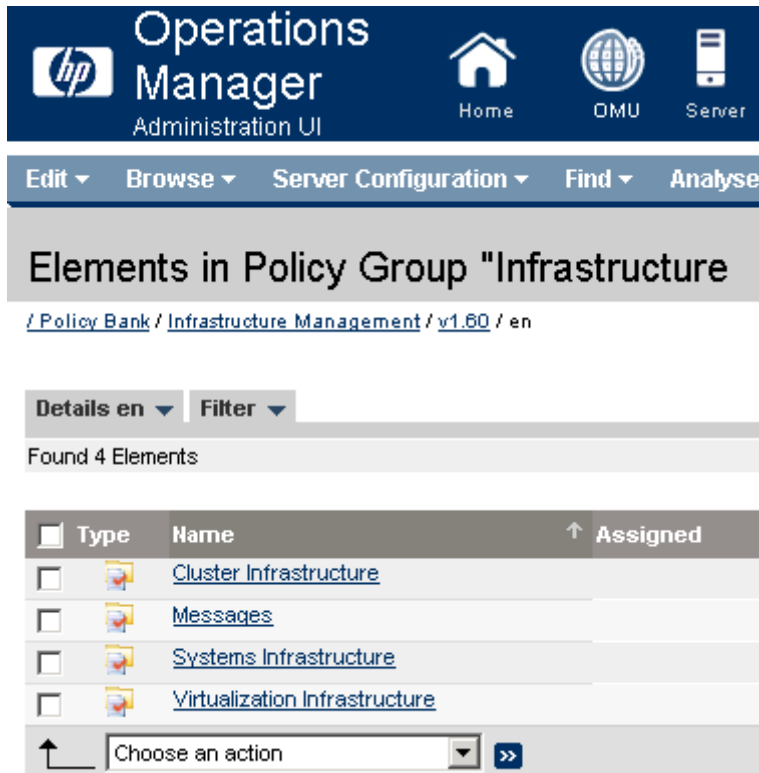 hp
Operations
Manager
Administration UI
Home
OMU
Server
Edit Browse Server Configuration Find Analyse
Elements in Policy Group "Infrastructure
/ Policy Bank / Infrastructure Management / v1.60 / en
Details en Filter
Found 4 Elements
Type Name Assigned
Cluster Infrastructure
Messages
Systems Infrastructure
Virtualization Infrastructure
Choose an action